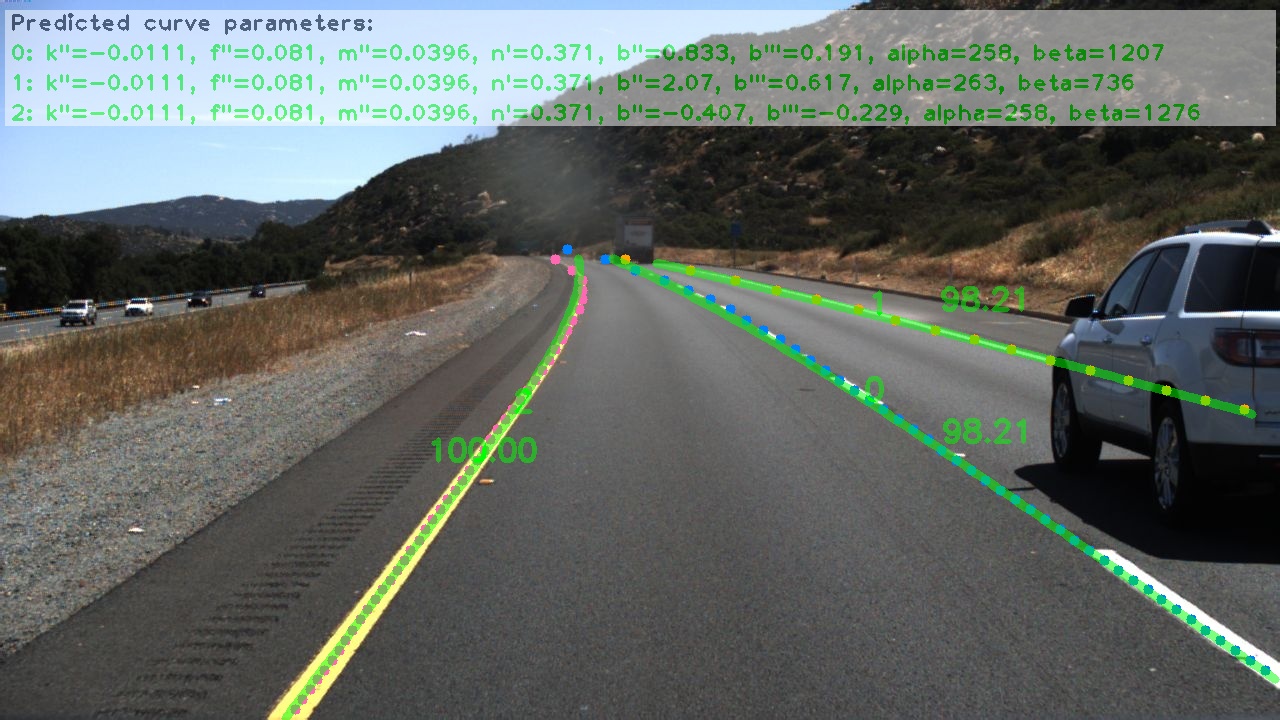 Predicted curve parameters:
0: k''=-0.0111, f''=0.081, m''=0.0396, n'=0.371, b''=0.833, b'''=0.191, alpha=258, beta=1207
1: k''=-0.0111, f''=0.081, m''=0.0396, n'=0.371, b''=2.07, b'''=0.617, alpha=263, beta=736
2: k''=-0.0111, f''=0.081, m''=0.0396, n'=0.371, b''=-0.407, b'''=-0.229, alpha=258, beta=1276
1 98.21
0
2
98.21
100.00